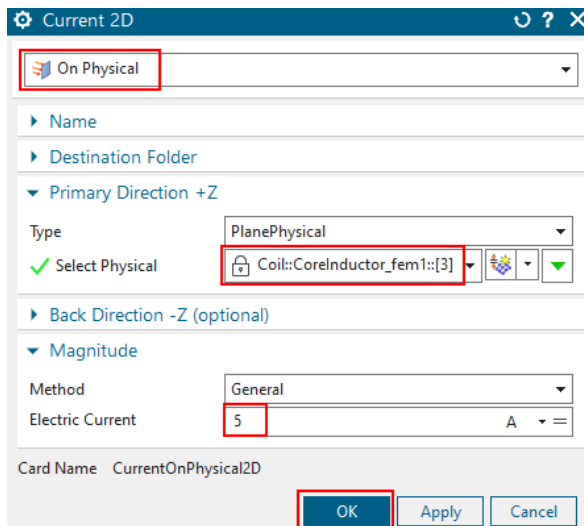 Current 2D
On Physical
Name
Destination Folder
Primary Direction +Z
Type PlanePhysical
Select Physical Coil::CoreInductor_fem1::[3]
Back Direction -Z (optional)
Magnitude
Method General
Electric Current 5 A =
Card Name CurrentOnPhysical2D
OK Apply Cancel